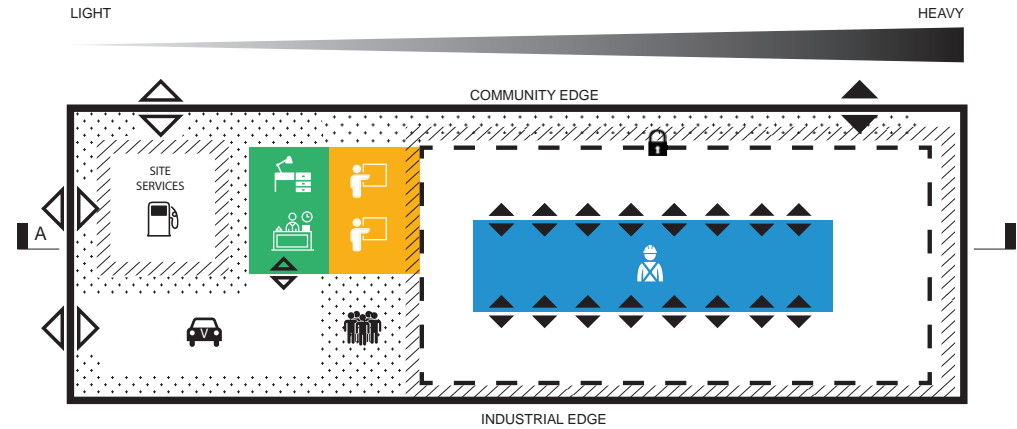 LIGHT
HEAVY
COMMUNITY EDGE
SITE
SERVICES
A
V
INDUSTRIAL EDGE